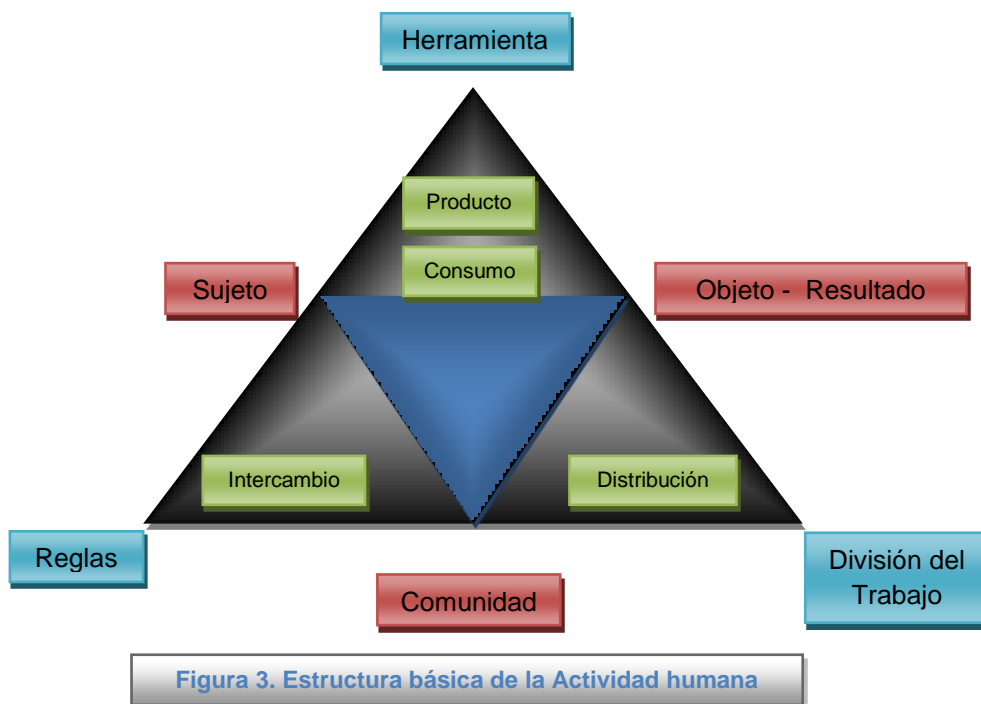 Herramienta
Producto
Consumo
Sujeto
Objeto - Resultado
Intercambio
Distribución
Reglas
División del
Trabajo
Comunidad
Figura 3. Estructura básica de la Actividad humana